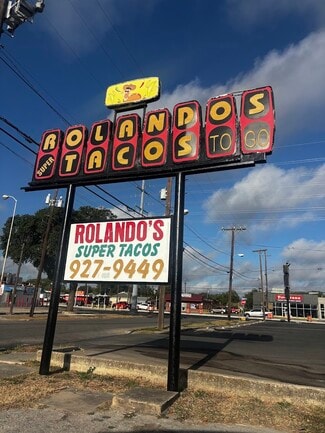 ROLANDOS
SUPER TACOS TO GO
ROLANDO'S
SUPER TACOS
927-9449